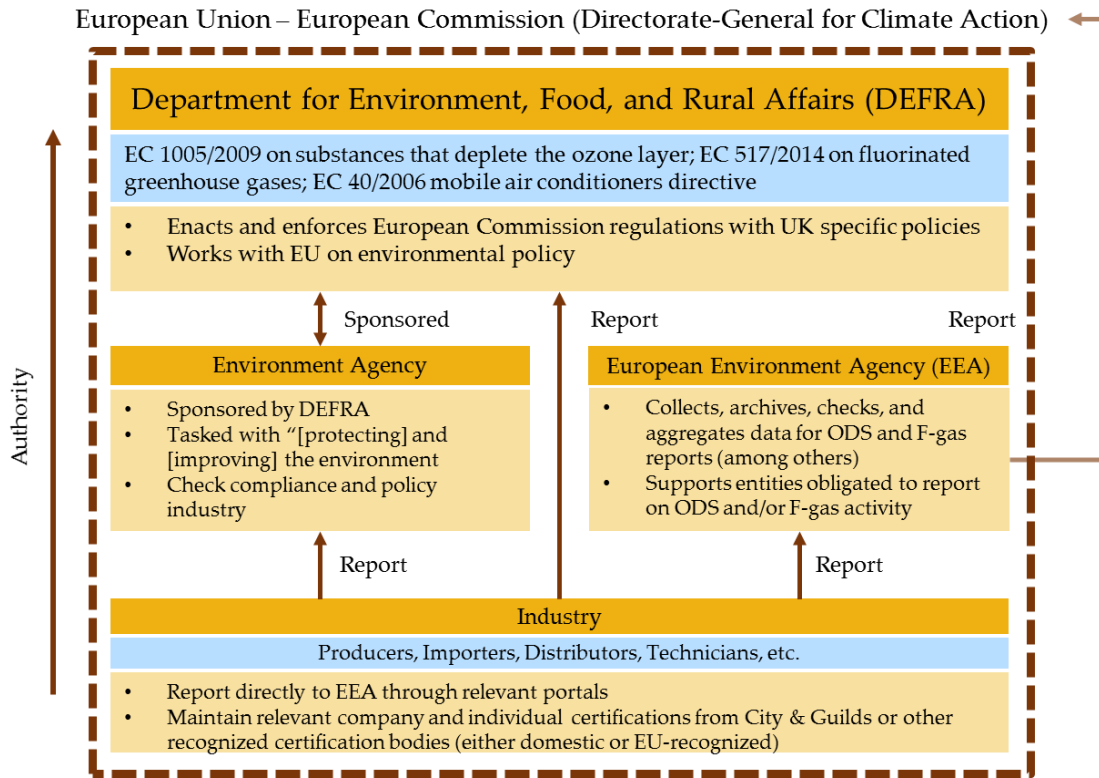 European Union – European Commission (Directorate-General for Climate Action)
Department for Environment, Food, and Rural Affairs (DEFRA)
EC 1005/2009 on substances that deplete the ozone layer; EC 517/2014 on fluorinated
greenhouse gases; EC 40/2006 mobile air conditioners directive
• Enacts and enforces European Commission regulations with UK specific policies
• Works with EU on environmental policy
Sponsored
Report
Report
Authority
Environment Agency
• Sponsored by DEFRA
• Tasked with “[protecting] and
[improving] the environment
• Check compliance and policy
industry
European Environment Agency (EEA)
• Collects, archives, checks, and
aggregates data for ODS and F-gas
reports (among others)
• Supports entities obligated to report
on ODS and/or F-gas activity
Report
Report
Industry
Producers, Importers, Distributors, Technicians, etc.
• Report directly to EEA through relevant portals
• Maintain relevant company and individual certifications from City & Guilds or other
recognized certification bodies (either domestic or EU-recognized)